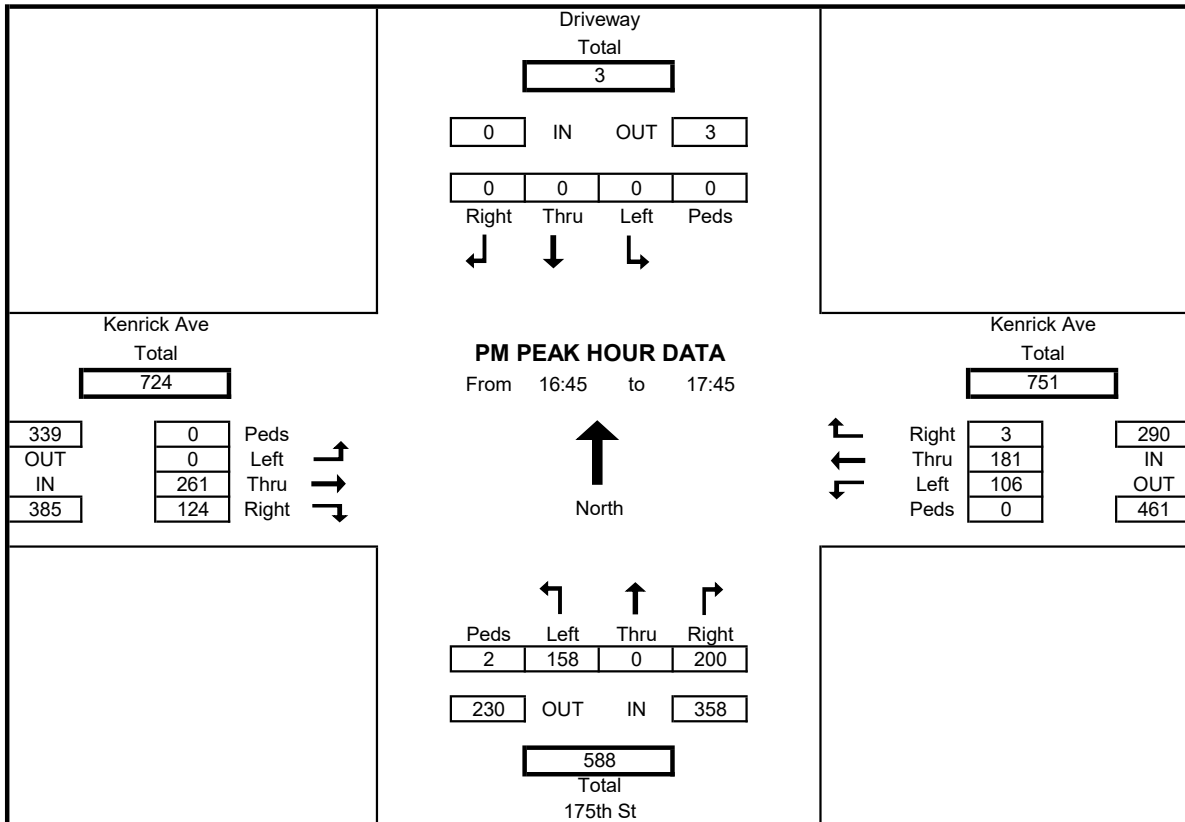 Driveway
Total
3
0 IN OUT 3
0 0 0 0
Right Thru Left Peds
Kenrick Ave
Total
724
339
OUT
IN
385
0 Peds
0 Left
261 Thru
124 Right
PM PEAK HOUR DATA
From 16:45 to 17:45
North
Kenrick Ave
Total
751
Right 3
Thru 181
Left 106
Peds 0
290
IN
OUT
461
Peds Left Thru Right
2 158 0 200
230 OUT IN 358
588
Total
175th St